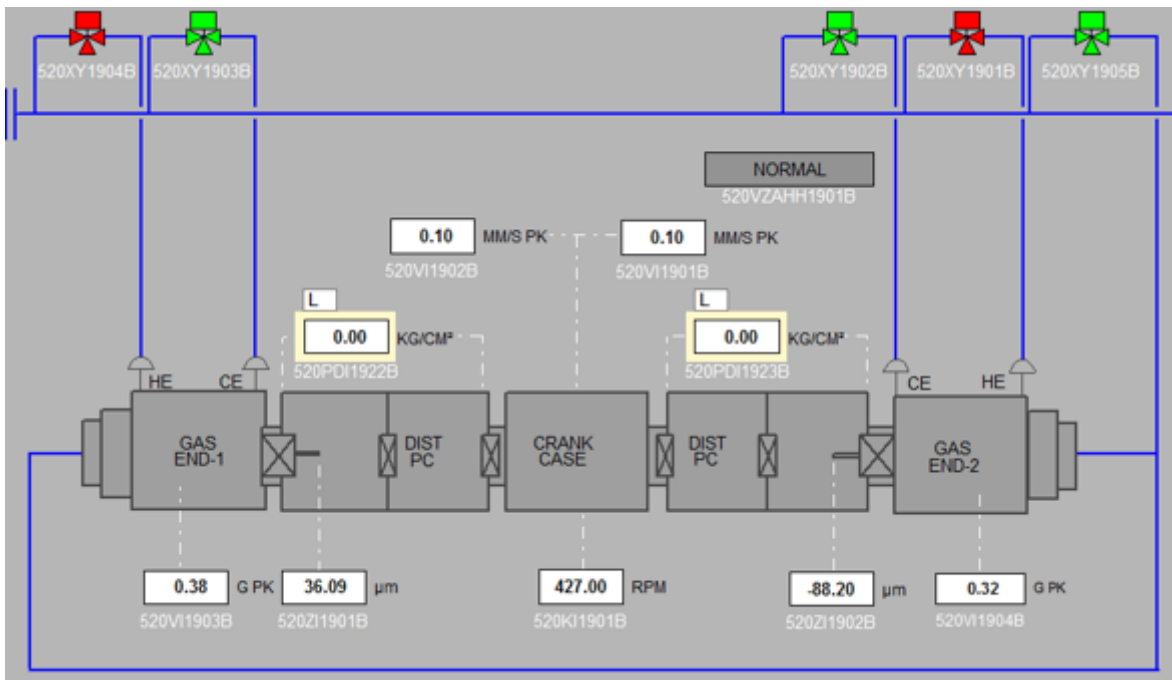 520XY1904B
520XY1903B
520XY1902B
520XY1901B
520XY1905B
NORMAL
520VZAHH1901B
0.10 MM/S PK
520VI1902B
0.10 MM/S PK
520VI1901B
L
0.00 KG/CM²
520PDI1922B
L
0.00 KG/CM²
520PDI1923B
HE
CE
CE
HE
GAS
END-1
DIST
PC
CRANK
CASE
DIST
PC
GAS
END-2
0.38 G PK
520VI1903B
36.09 µm
520ZI1901B
427.00 RPM
520KI1901B
-88.20 µm
520ZI1902B
0.32 G PK
520VI1904B